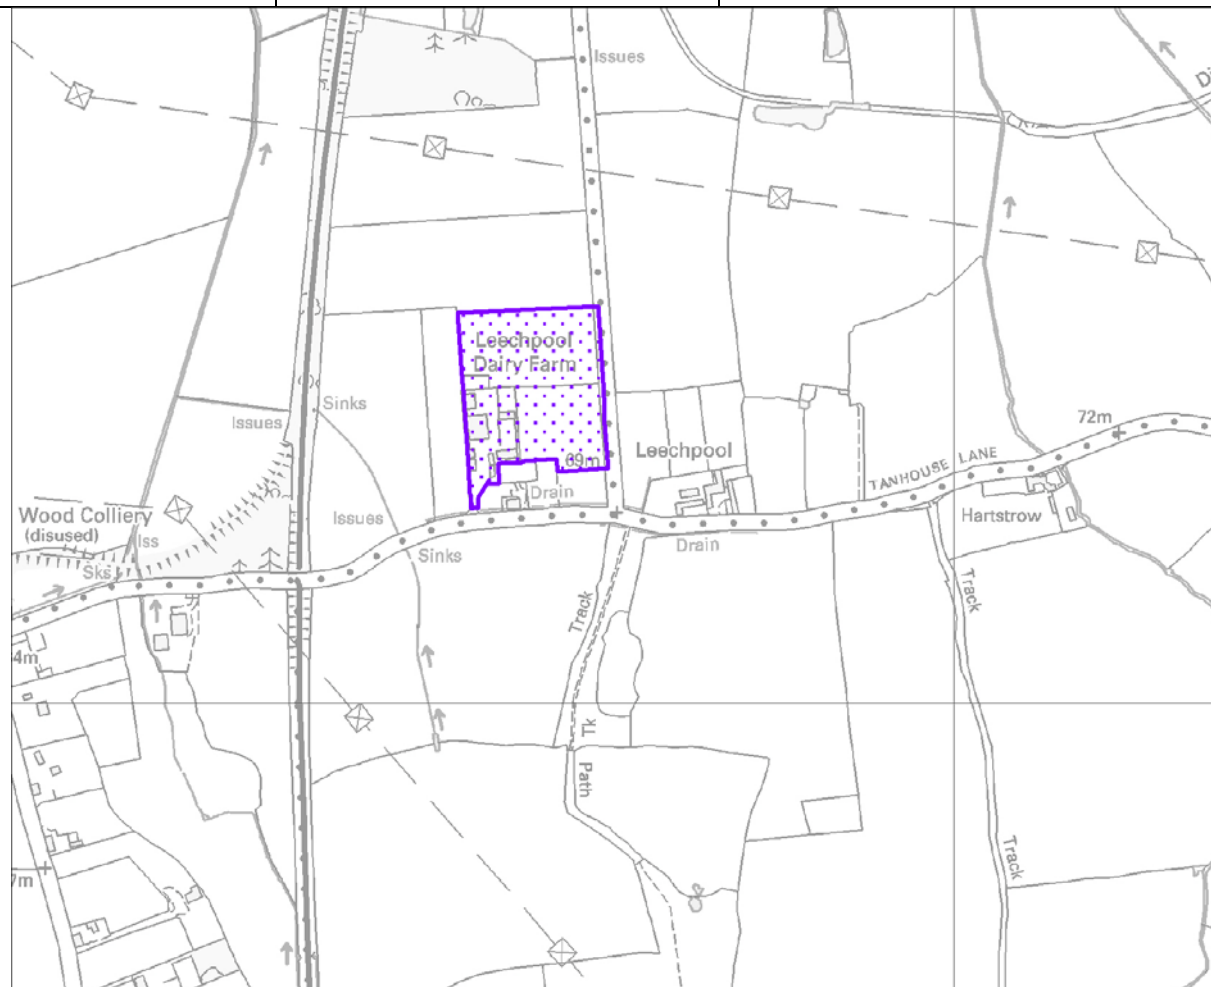 Issues
Di
Leechpool
Dairy Farm
Sinks
Issues
72m
69m
Leechpool
TANHOUSE LANE
Drain
Wood Colliery
(disused)
Issues
Iss
Hartstrow
Drain
Sinks
Sks
Track
Track
4m
Tk
Path
Track
7m